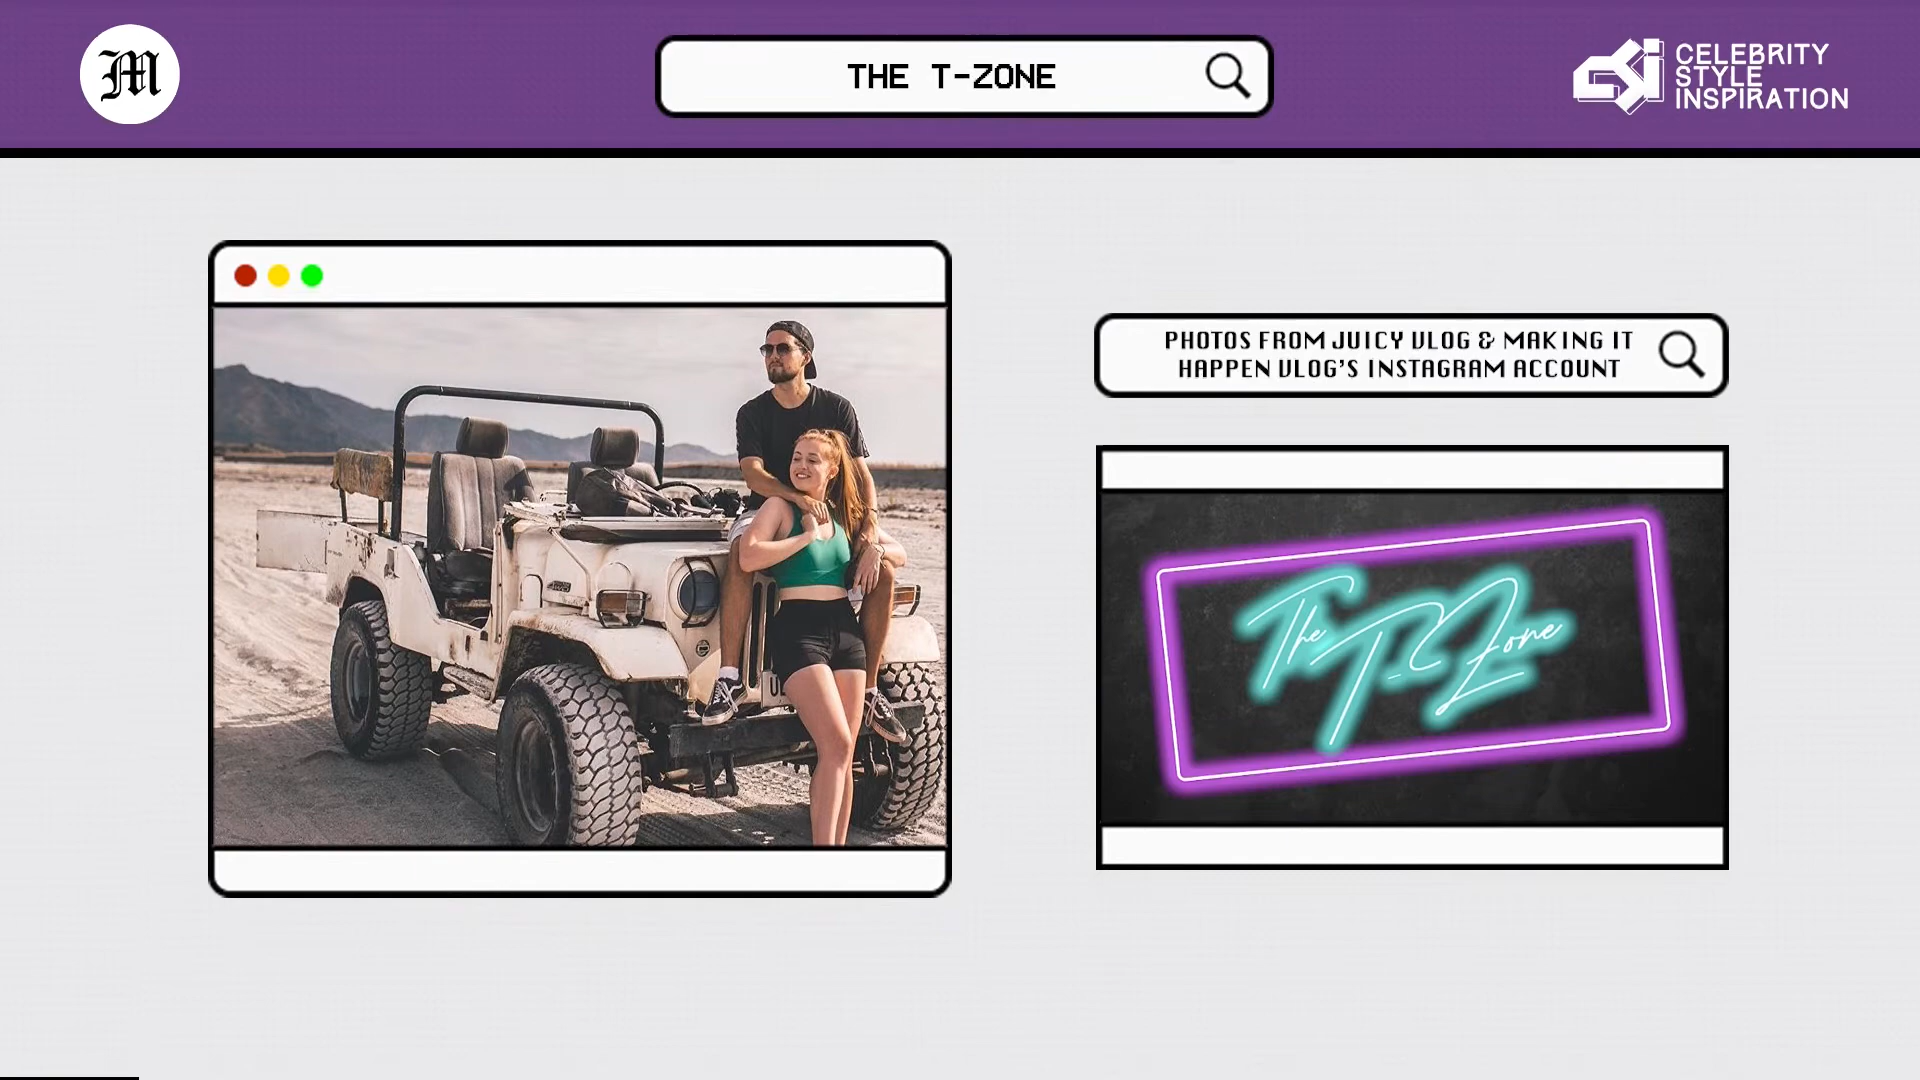 M
THE T-ZONE
CELEBRITY
STYLE
INSPIRATION
PHOTOS FROM JUICY VLOG & MAKING IT
HAPPEN VLOG'S INSTAGRAM ACCOUNT
The T-Zone